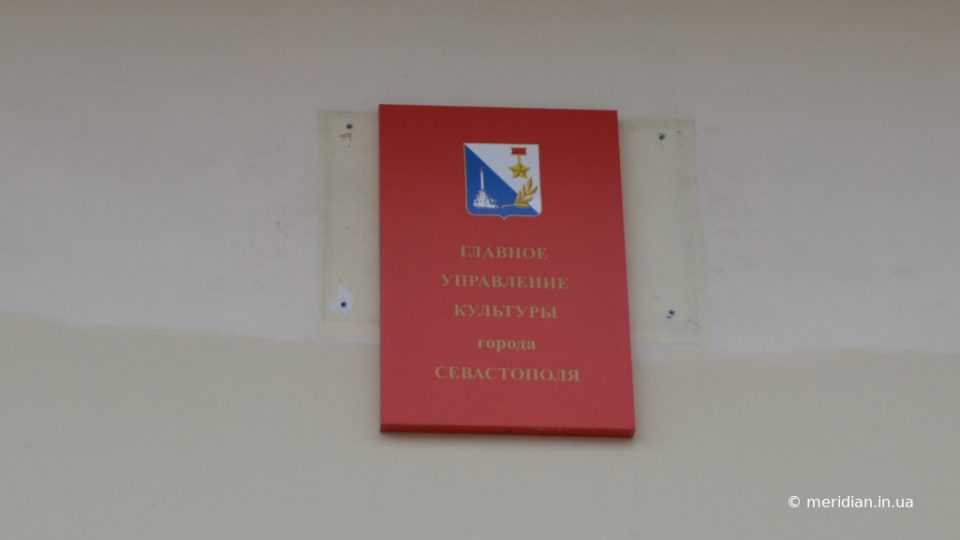 ГЛАВНОЕ
УПРАВЛЕНИЕ
КУЛЬТУРЫ
города
СЕВАСТОПОЛЯ
© meridian.in.ua